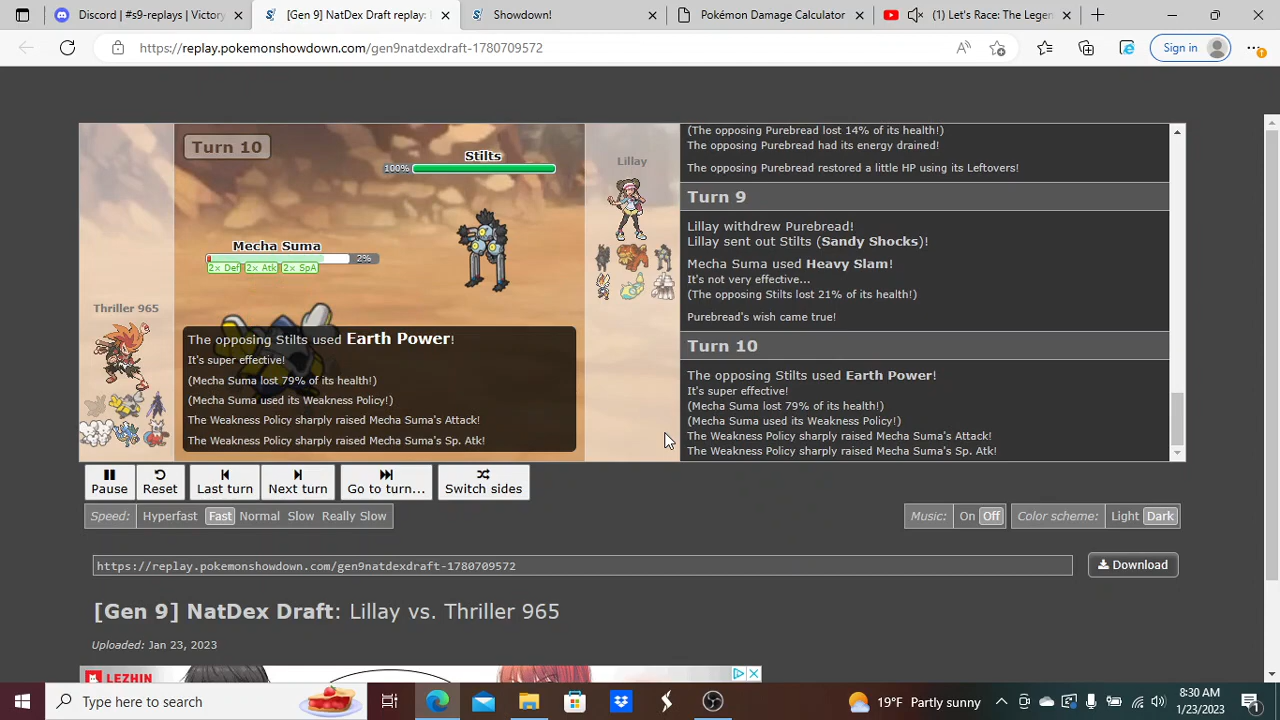 Discord | #s9-replays | Victory
[Gen 9] NatDex Draft replay:
Showdown!
Pokémon Damage Calculator
(1) Let's Race: The Legen
https://replay.pokemonshowdown.com/gen9natdexdraft-1780709572
Sign in
Turn 10
Stilts
100%
Mecha Suma
2%
2× Def 2× Atk 2× SpA
Thriller 965
Lillay
The opposing Stilts used Earth Power!
It's super effective!
(Mecha Suma lost 79% of its health!)
(Mecha Suma used its Weakness Policy!)
The Weakness Policy sharply raised Mecha Suma's Attack!
The Weakness Policy sharply raised Mecha Suma's Sp. Atk!
(The opposing Purebread lost 14% of its health!)
The opposing Purebread had its energy drained!
The opposing Purebread restored a little HP using its Leftovers!
Turn 9
Lillay withdrew Purebread!
Lillay sent out Stilts (Sandy Shocks)!
Mecha Suma used Heavy Slam!
It's not very effective...
(The opposing Stilts lost 21% of its health!)
Purebread's wish came true!
Turn 10
The opposing Stilts used Earth Power!
It's super effective!
(Mecha Suma lost 79% of its health!)
(Mecha Suma used its Weakness Policy!)
The Weakness Policy sharply raised Mecha Suma's Attack!
The Weakness Policy sharply raised Mecha Suma's Sp. Atk!
Pause Reset Last turn Next turn Go to turn... Switch sides
Speed: Hyperfast Fast Normal Slow Really Slow
Music: On Off Color scheme: Light Dark
https://replay.pokemonshowdown.com/gen9natdexdraft-1780709572
Download
[Gen 9] NatDex Draft: Lillay vs. Thriller 965
Uploaded: Jan 23, 2023
LEZHIN
Type here to search
19°F Partly sunny
8:30 AM
1/23/2023
1